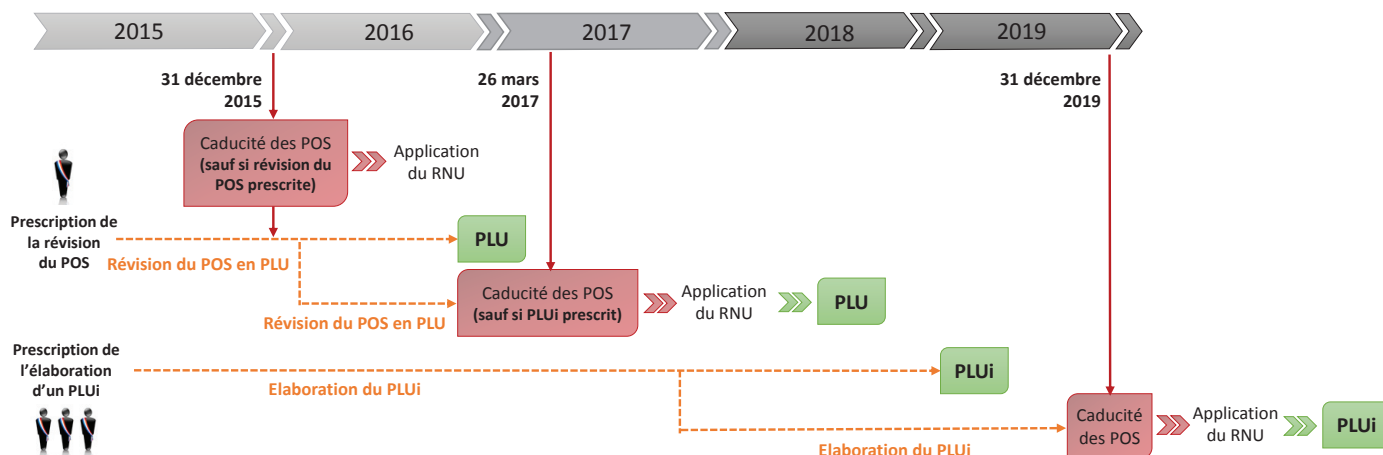 2015
2016
2017
2018
2019
31 décembre
2015
26 mars
2017
31 décembre
2019
Caducité des POS
(sauf si révision du
POS prescrite)
Application
du RNU
Prescription de
la révision
du POS
Révision du POS en PLU
PLU
Révision du POS en PLU
Caducité des POS
(sauf si PLUi prescrit)
Application
du RNU
PLU
Prescription de
l'élaboration
d'un PLUi
Elaboration du PLUi
PLUi
Elaboration du PLUi
Caducité
des POS
Application
du RNU
PLUi